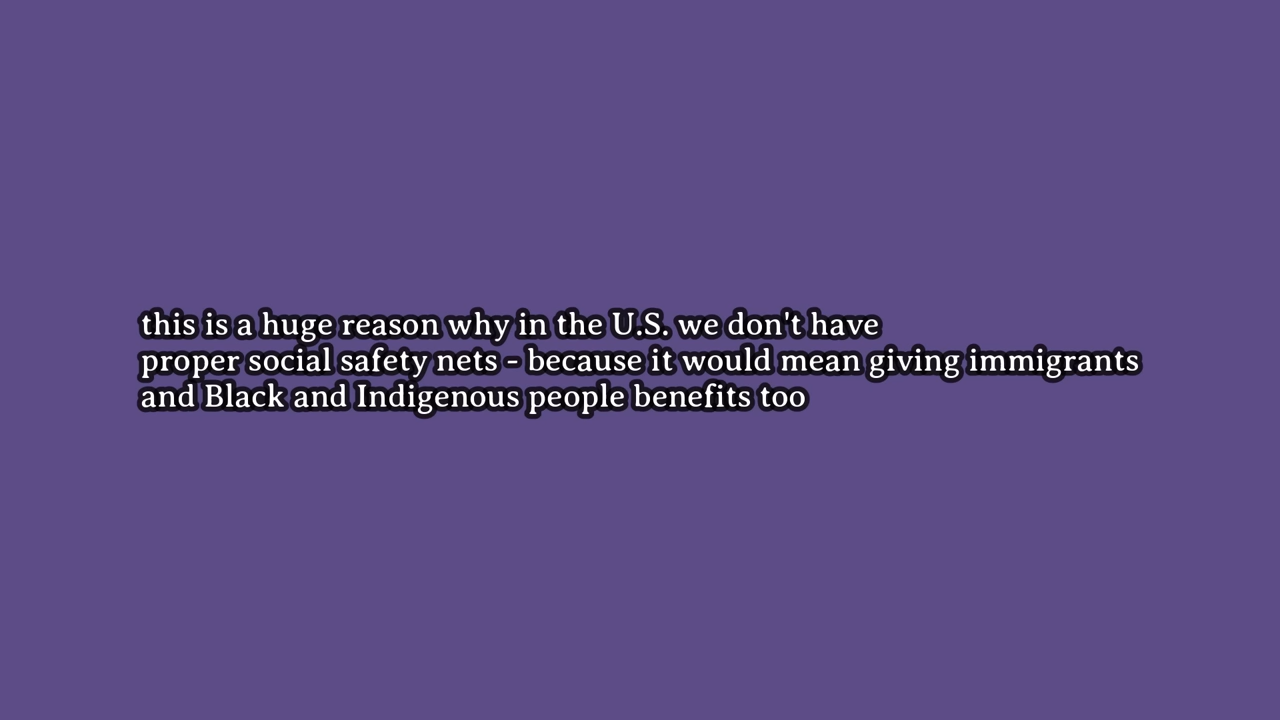 this is a huge reason why in the U.S. we don't have
proper social safety nets - because it would mean giving immigrants
and Black and Indigenous people benefits too